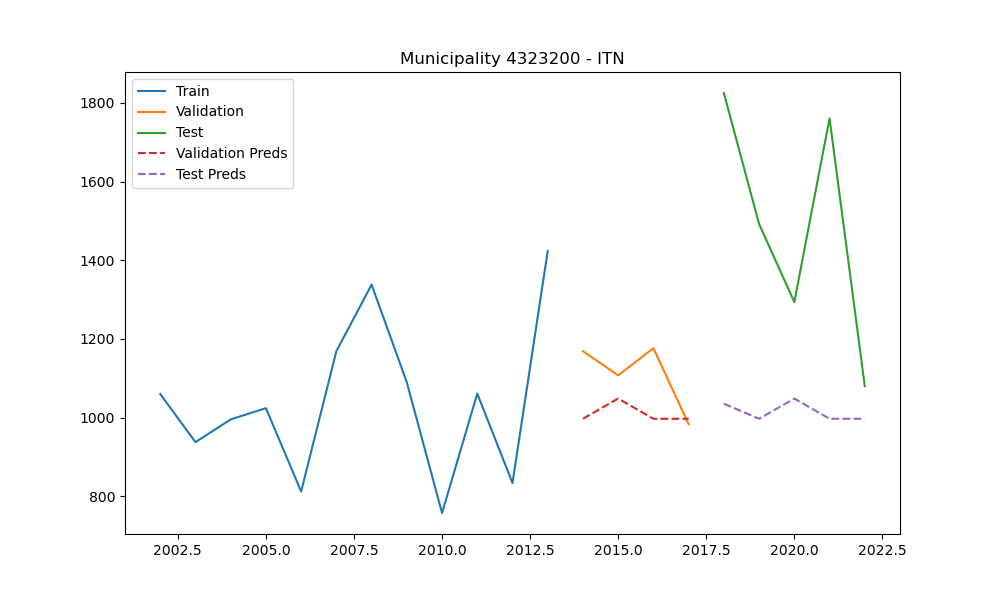 Municipality 4323200 - ITN
Train
Validation
Test
Validation Preds
Test Preds
1800
1600
1400
1200
1000
800
2002.5 2005.0 2007.5 2010.0 2012.5 2015.0 2017.5 2020.0 2022.5